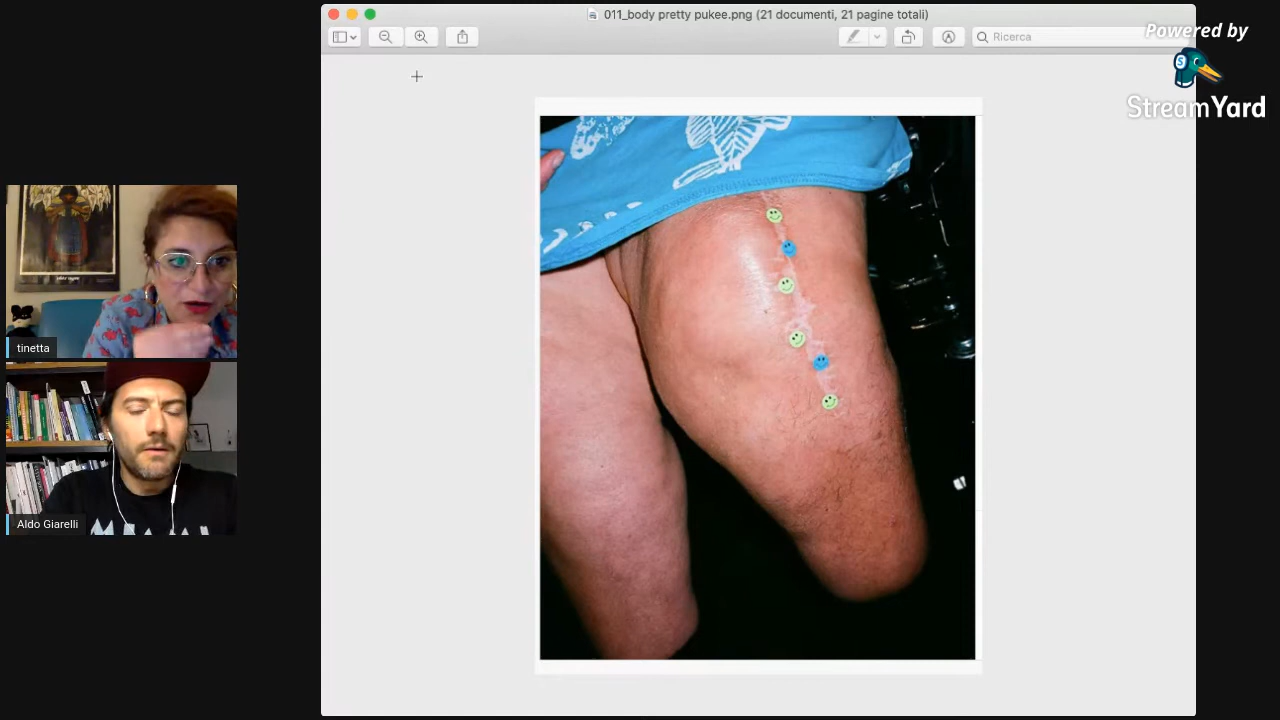 011_body pretty pukee.png (21 documenti, 21 pagine totali)
Ricerca
Powered by
StreamYard
tinetta
Aldo Giarelli